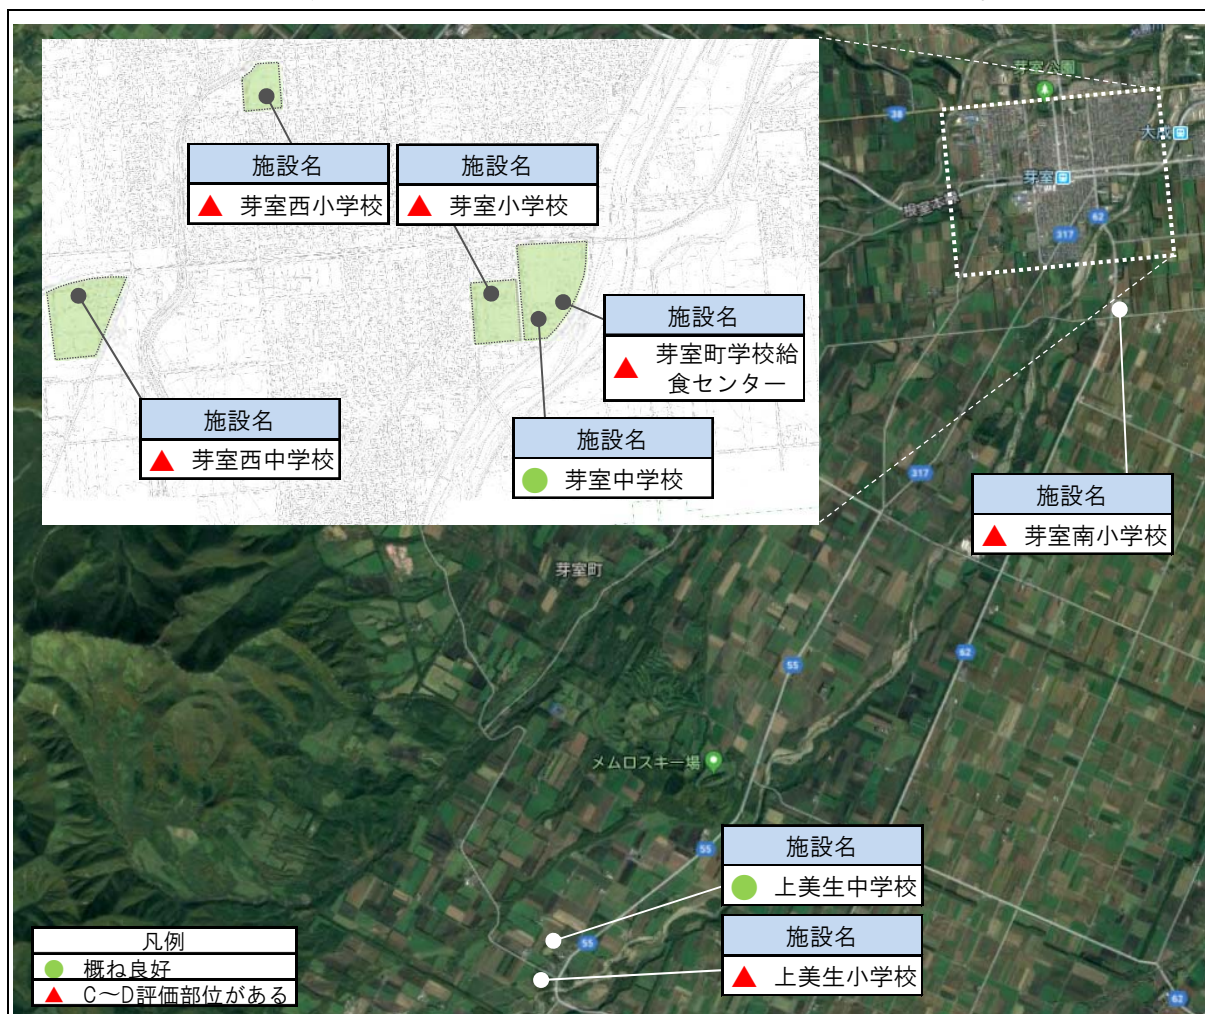 芽室公園
38
大成
芽室
62
317
施設名
▲ 芽室西小学校
施設名
▲ 芽室小学校
施設名
▲ 芽室町学校給
食センター
施設名
▲ 芽室西中学校
施設名
● 芽室中学校
317
施設名
▲ 芽室南小学校
芽室町
62
55
メムロスキー場
55
施設名
● 上美生中学校
55
施設名
▲ 上美生小学校
62
凡例
● 概ね良好
▲ C～D評価部位がある